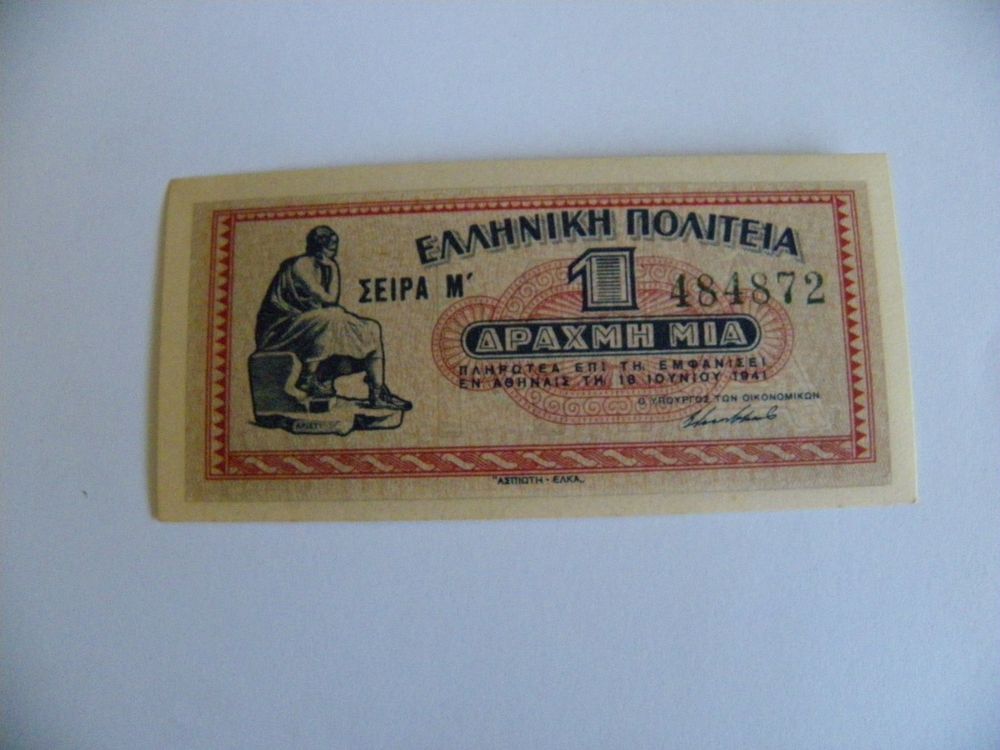 ΕΛΛΗΝΙΚΗ ΠΟΛΙΤΕΙΑ
ΣΕΙΡΑ Μ΄
1
484872
ΔΡΑΧΜΗ ΜΙΑ
ΠΛΗΡΩΤΕΑ ΕΠΙ ΤΗ ΕΜΦΑΝΙΣΕΙ
ΕΝ ΑΘΗΝΑΙΣ ΤΗ 18 ΙΟΥΝΙΟΥ 1941
Ο ΥΠΟΥΡΓΟΣ ΤΩΝ ΟΙΚΟΝΟΜΙΚΩΝ
"ΑΣΠΙΩΤΗ - ΕΛΚΑ„